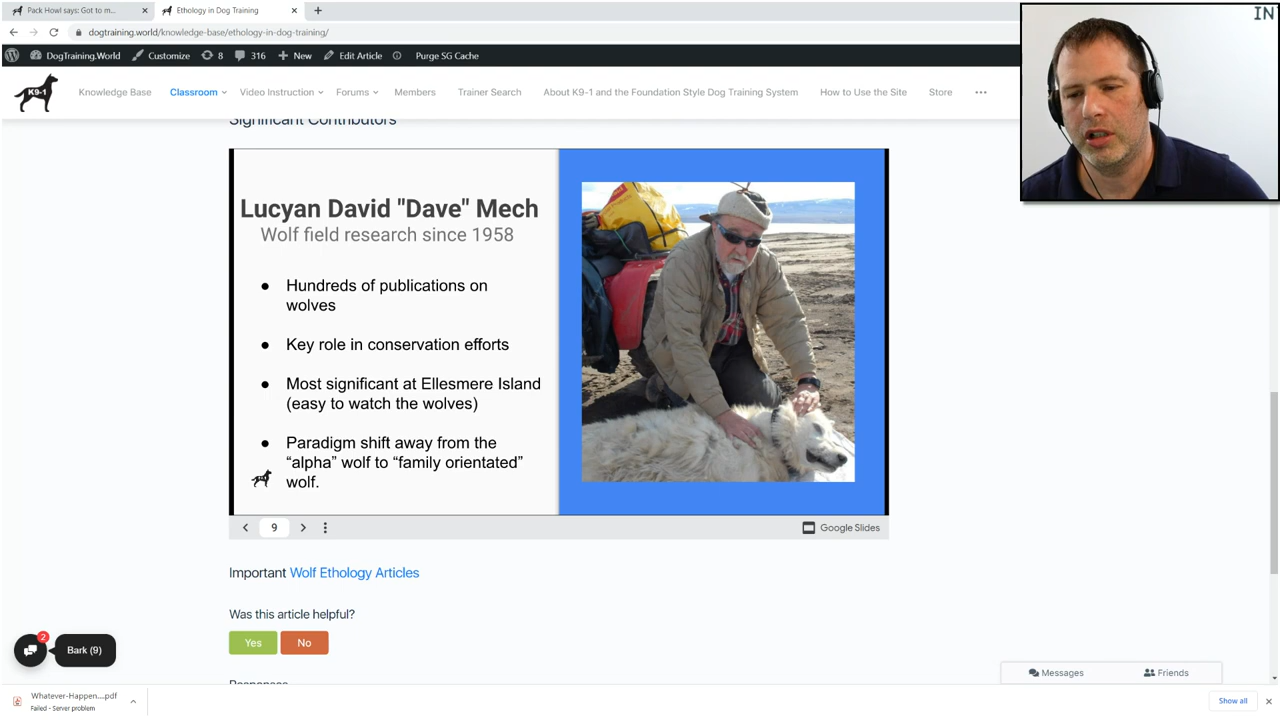 Pack Howl says: Got to m...
Ethology in Dog Training
dogtraining.world/knowledge-base/ethology-in-dog-training/
DogTraining.World Customize 8 316 New Edit Article Purge SG Cache
IN
K9-1
Knowledge Base Classroom Video Instruction Forums Members Trainer Search About K9-1 and the Foundation Style Dog Training System How to Use the Site Store
Significant Contributors
Lucyan David "Dave" Mech
Wolf field research since 1958
● Hundreds of publications on
wolves
● Key role in conservation efforts
● Most significant at Ellesmere Island
(easy to watch the wolves)
● Paradigm shift away from the
“alpha” wolf to “family orientated”
wolf.
9
Google Slides
Important Wolf Ethology Articles
Was this article helpful?
Yes No
2
Bark (9)
Messages Friends
Whatever-Happen....pdf
Failed - Server problem
Show all